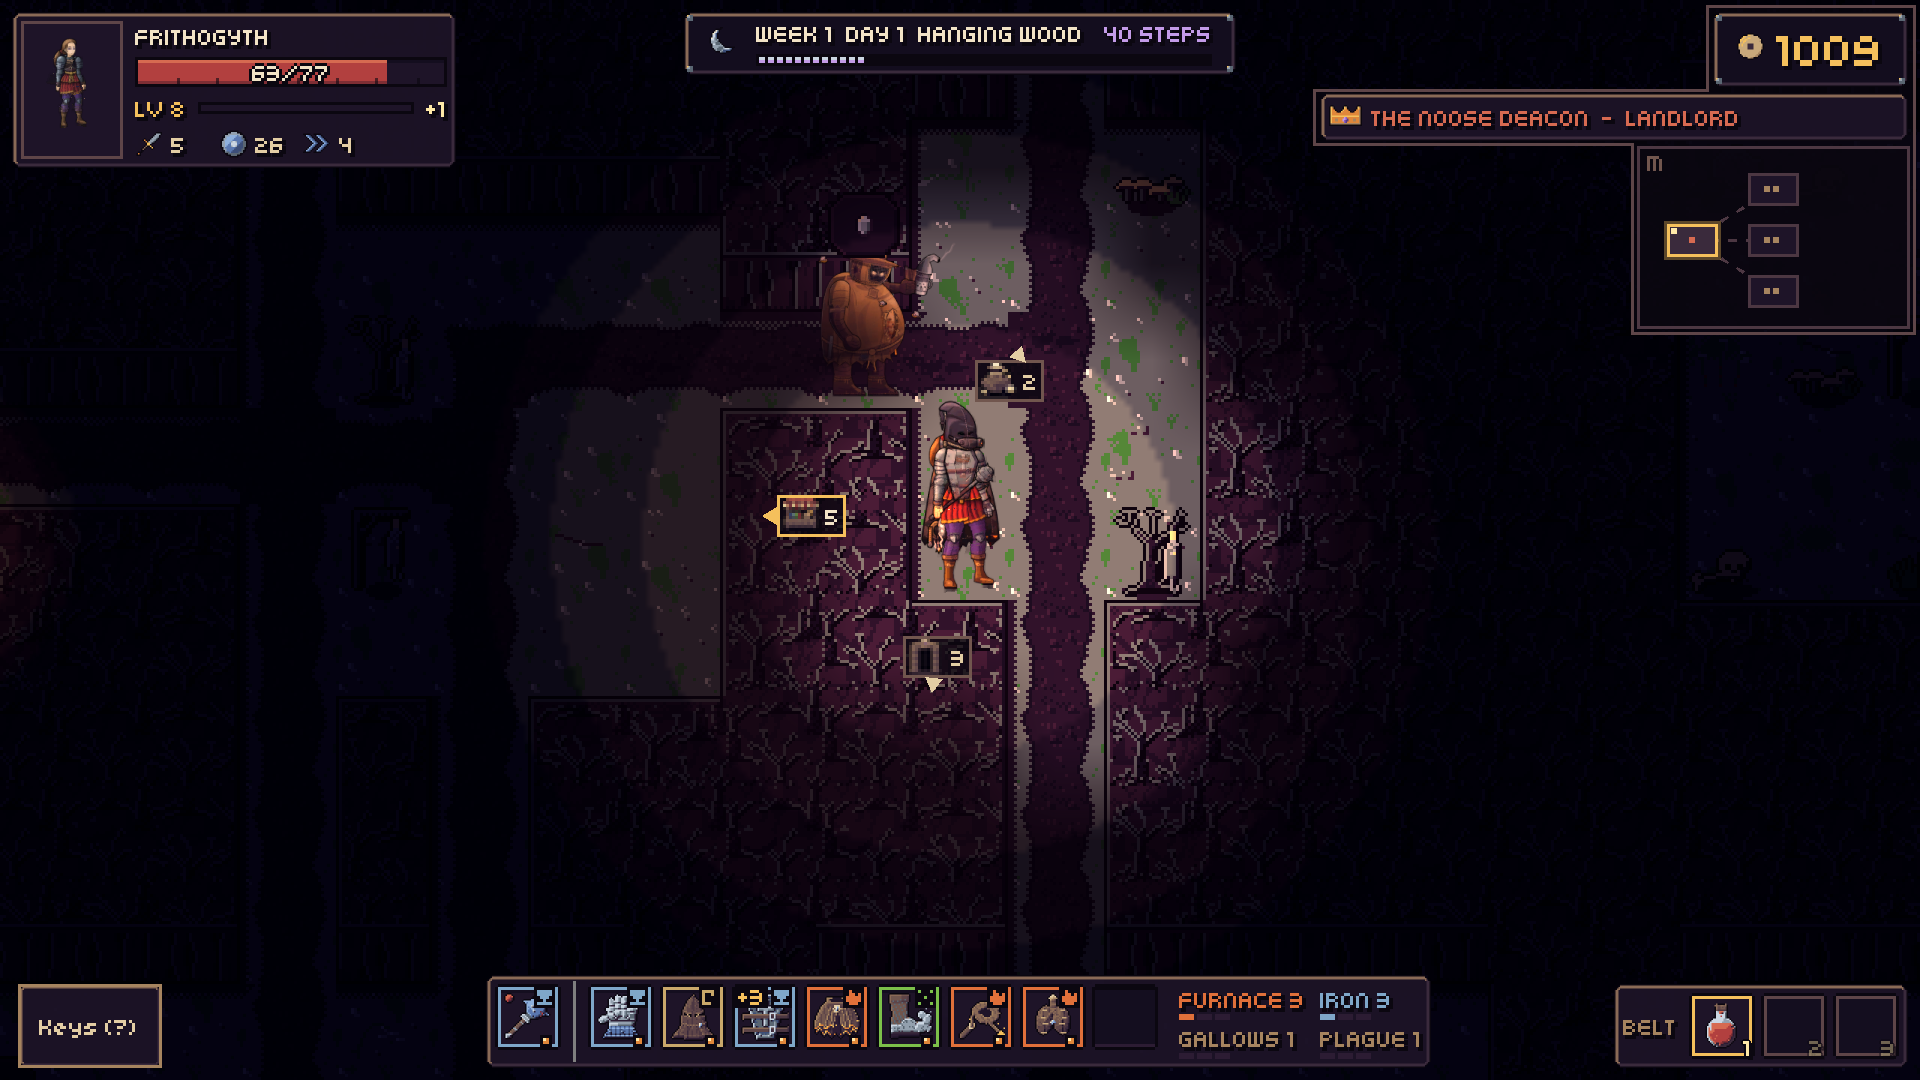 FRITHOGYTH
63/77
LV 8 +1
5 26 4
WEEK 1 DAY 1 HANGING WOOD 40 STEPS
1009
THE NOOSE DEACON - LANDLORD
M
2
5
3
Keys (?)
+3
FURNACE 3 IRON 3
GALLOWS 1 PLAGUE 1
BELT 1 2 3